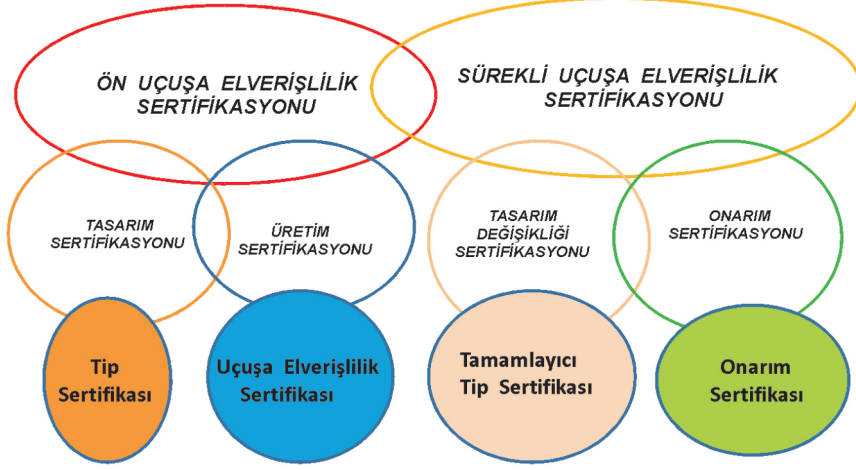 ÖN UÇUŞA ELVERİŞLİLİK
SERTİFİKASYONU
SÜREKLİ UÇUŞA ELVERİŞLİLİK
SERTİFİKASYONU
TASARIM
SERTİFİKASYONU
ÜRETİM
SERTİFİKASYONU
TASARIM
DEĞİŞİKLİĞİ
SERTİFİKASYONU
ONARIM
SERTİFİKASYONU
Tip
Sertifikası
Uçuşa Elverişlilik
Sertifikası
Tamamlayıcı
Tip Sertifikası
Onarım
Sertifikası